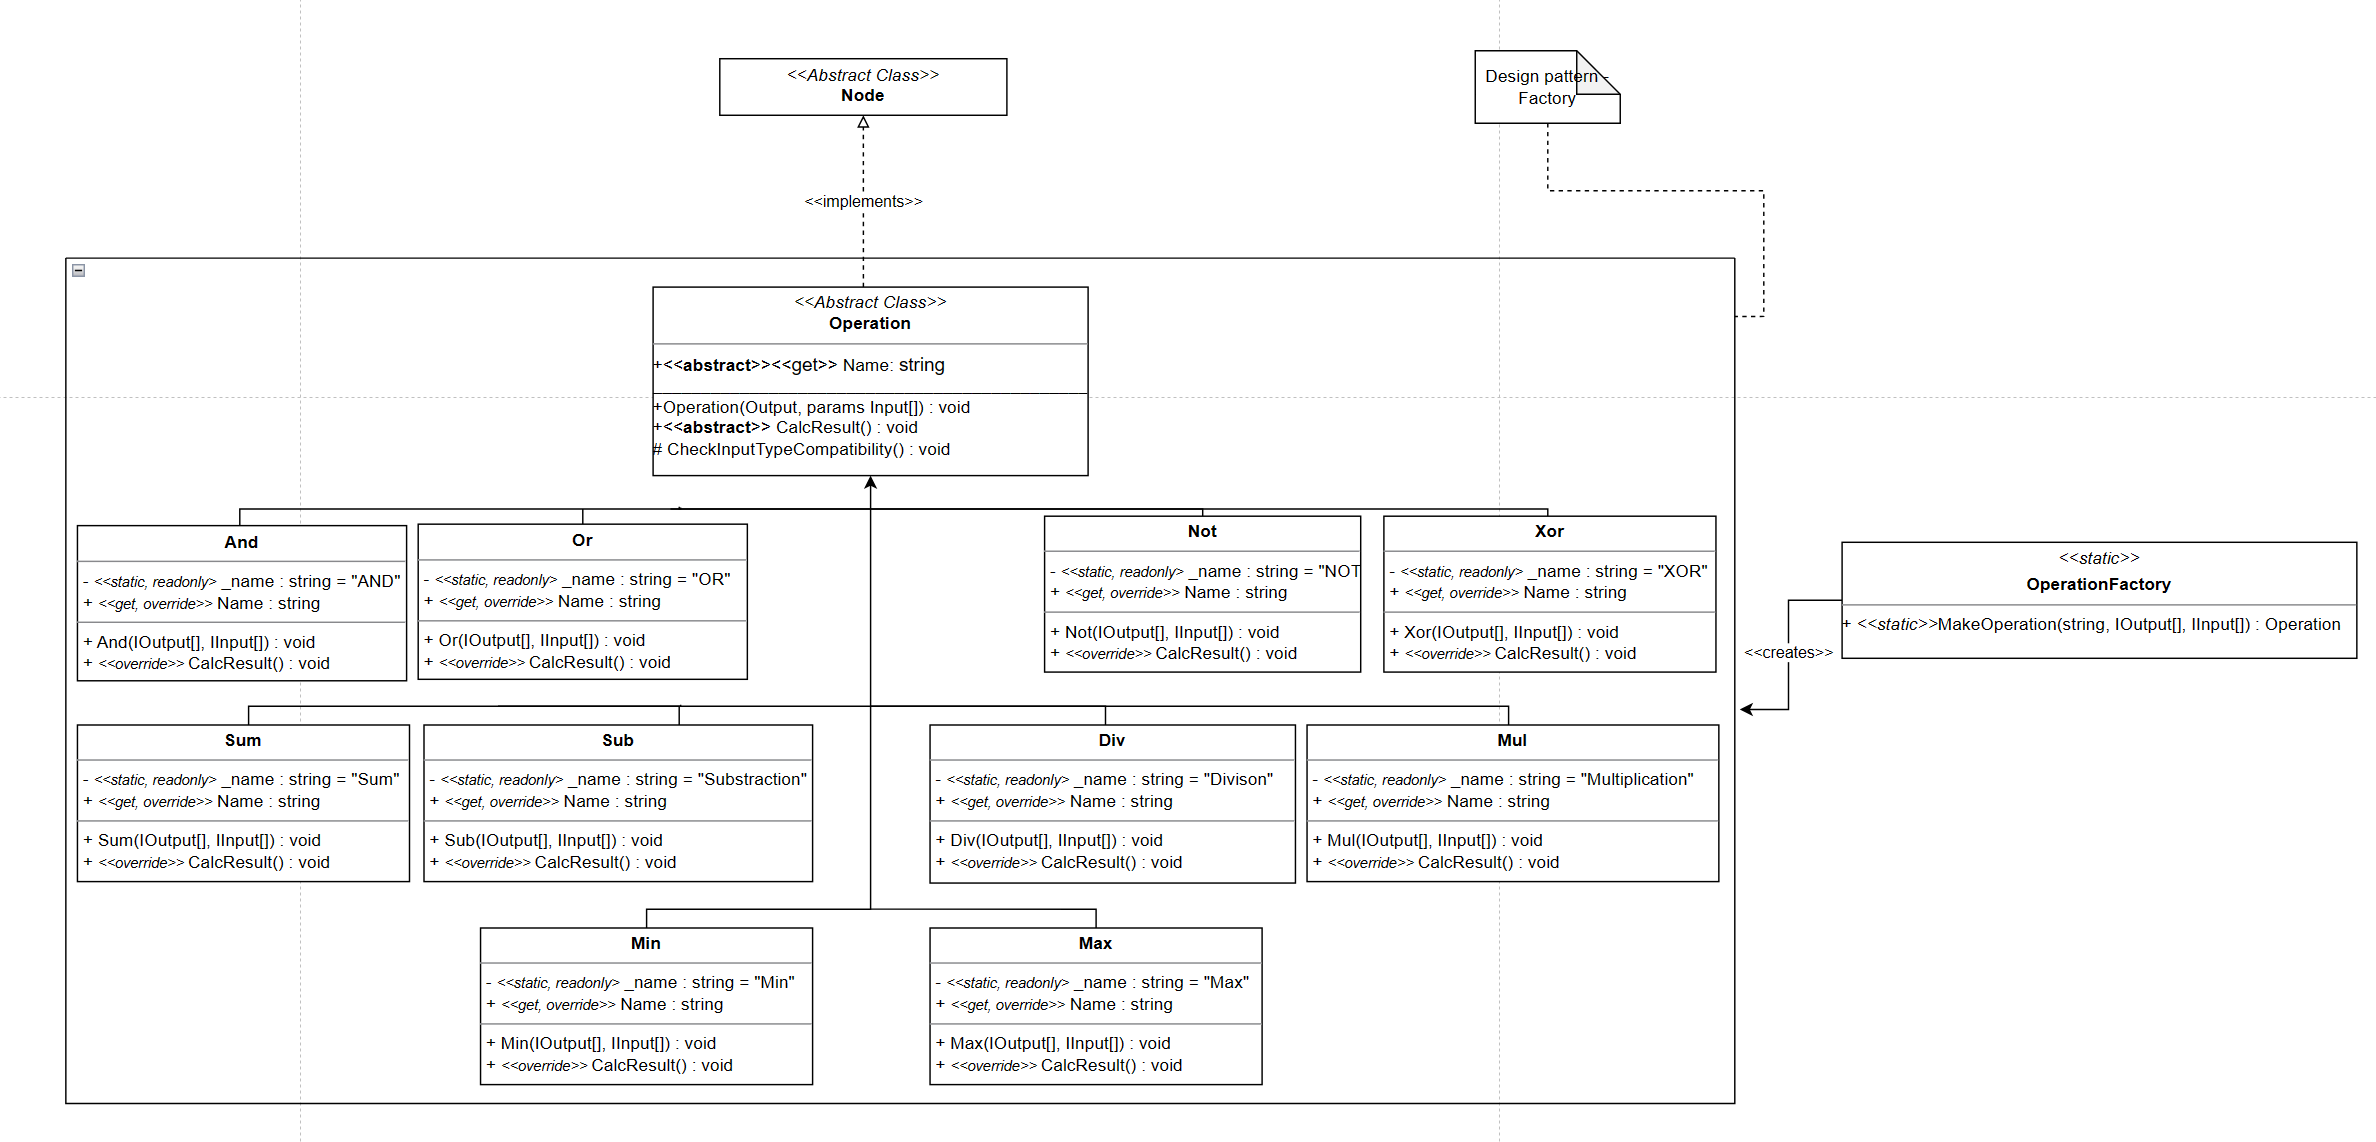 <<Abstract Class>>
Node
Design pattern -
Factory
<<implements>>
<<Abstract Class>>
Operation
+<<abstract>><<get>> Name: string
+Operation(Output, params Input[]) : void
+<<abstract>> CalcResult() : void
# CheckInputTypeCompatibility() : void
And
- <<static, readonly> _name : string = "AND"
+ <<get, override>> Name : string
+ And(IOutput[], IInput[]) : void
+ <<override>> CalcResult() : void
Or
- <<static, readonly> _name : string = "OR"
+ <<get, override>> Name : string
+ Or(IOutput[], IInput[]) : void
+ <<override>> CalcResult() : void
Not
- <<static, readonly> _name : string = "NOT
+ <<get, override>> Name : string
+ Not(IOutput[], IInput[]) : void
+ <<override>> CalcResult() : void
Xor
- <<static, readonly> _name : string = "XOR"
+ <<get, override>> Name : string
+ Xor(IOutput[], IInput[]) : void
+ <<override>> CalcResult() : void
<<static>>
OperationFactory
+ <<static>>MakeOperation(string, IOutput[], IInput[]) : Operation
<<creates>>
Sum
- <<static, readonly> _name : string = "Sum"
+ <<get, override>> Name : string
+ Sum(IOutput[], IInput[]) : void
+ <<override>> CalcResult() : void
Sub
- <<static, readonly> _name : string = "Substraction"
+ <<get, override>> Name : string
+ Sub(IOutput[], IInput[]) : void
+ <<override>> CalcResult() : void
Div
- <<static, readonly> _name : string = "Divison"
+ <<get, override>> Name : string
+ Div(IOutput[], IInput[]) : void
+ <<override>> CalcResult() : void
Mul
- <<static, readonly> _name : string = "Multiplication"
+ <<get, override>> Name : string
+ Mul(IOutput[], IInput[]) : void
+ <<override>> CalcResult() : void
Min
- <<static, readonly> _name : string = "Min"
+ <<get, override>> Name : string
+ Min(IOutput[], IInput[]) : void
+ <<override>> CalcResult() : void
Max
- <<static, readonly> _name : string = "Max"
+ <<get, override>> Name : string
+ Max(IOutput[], IInput[]) : void
+ <<override>> CalcResult() : void